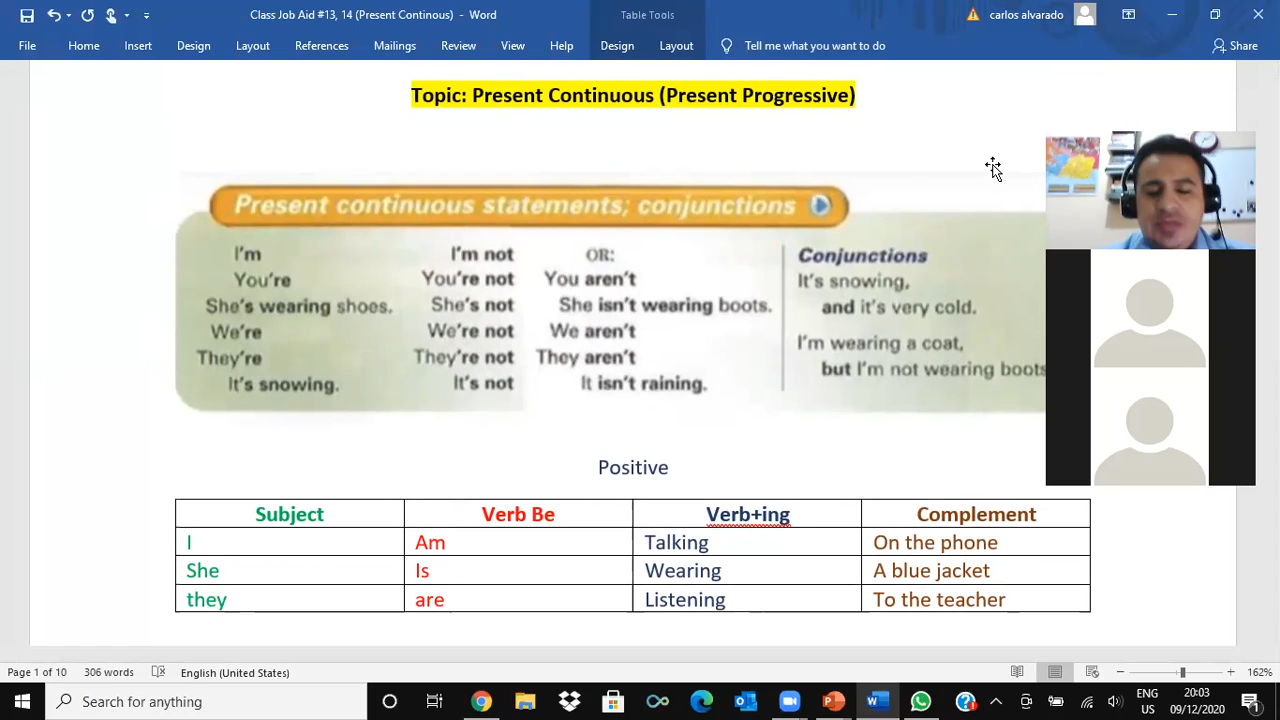 Class Job Aid #13, 14 (Present Continous) - Word
Table Tools
carlos alvarado
File Home Insert Design Layout References Mailings Review View Help Design Layout Tell me what you want to do Share
Topic: Present Continuous (Present Progressive)
Present continuous statements; conjunctions
I'm I'm not OR: Conjunctions
You're You're not You aren't It's snowing,
She's wearing shoes. She's not She isn't wearing boots. and it's very cold.
We're We're not We aren't I'm wearing a coat,
They're They're not They aren't but I'm not wearing boots
It's snowing. It's not It isn't raining.
Positive
Subject Verb Be Verb+ing Complement
I Am Talking On the phone
She Is Wearing A blue jacket
they are Listening To the teacher
Page 1 of 10 306 words English (United States) 162%
Search for anything
ENG 20:03
US 09/12/2020